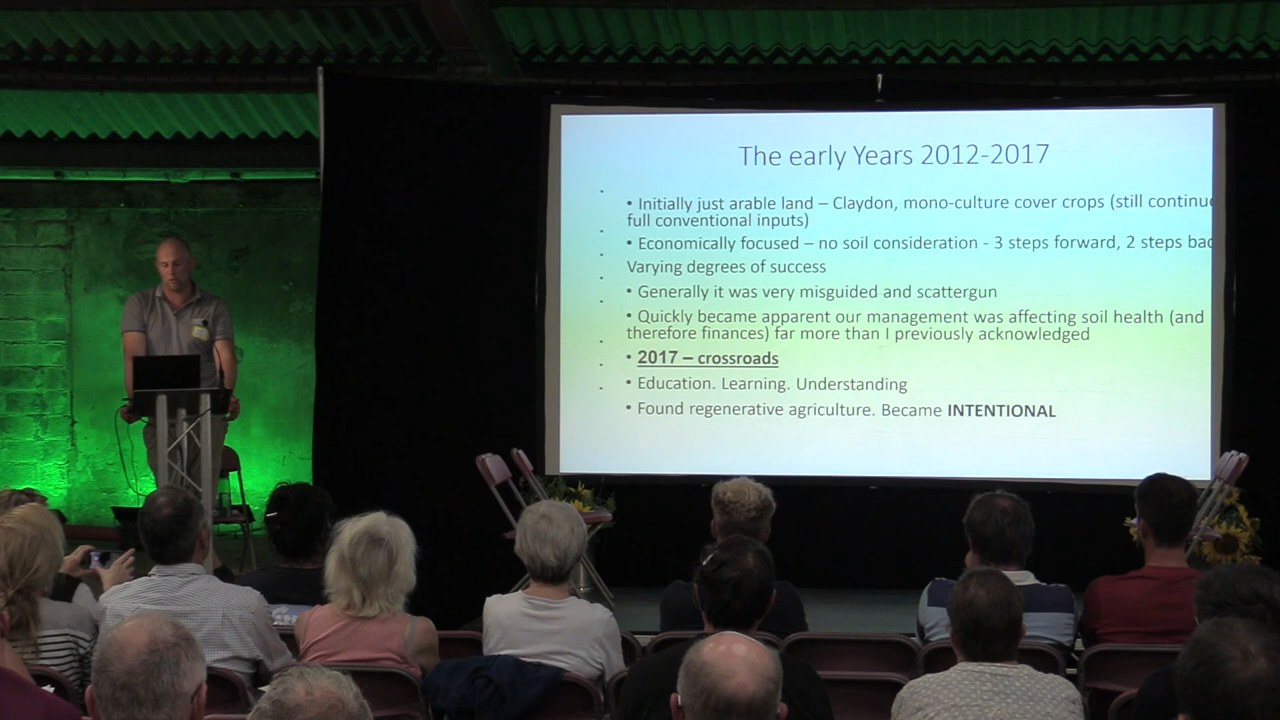 The early Years 2012-2017
• Initially just arable land – Claydon, mono-culture cover crops (still continue
full conventional inputs)
• Economically focused – no soil consideration - 3 steps forward, 2 steps bac
Varying degrees of success
• Generally it was very misguided and scattergun
• Quickly became apparent our management was affecting soil health (and
therefore finances) far more than I previously acknowledged
• 2017 – crossroads
• Education. Learning. Understanding
• Found regenerative agriculture. Became INTENTIONAL